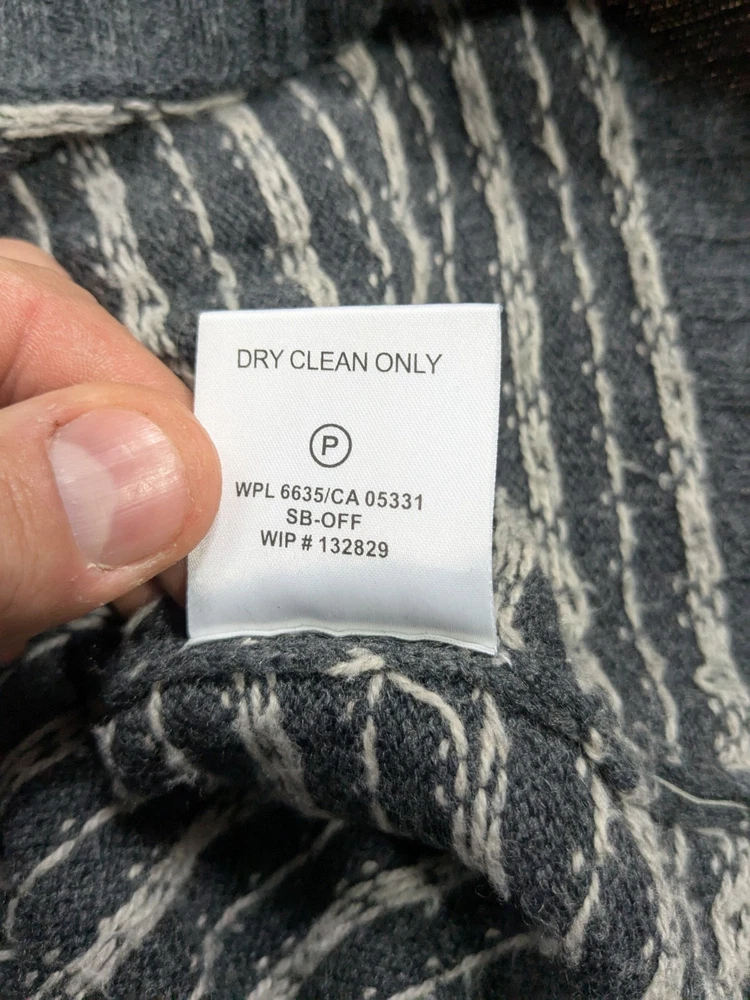 DRY CLEAN ONLY
P
WPL 6635/CA 05331
SB-OFF
WIP # 132829